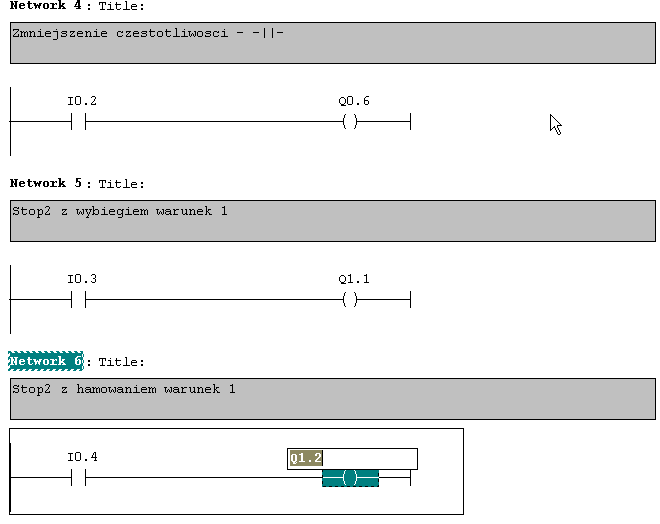 Network 4 : Title:
Zmniejszenie czestotliwosci - -||-
I0.2 Q0.6
Network 5 : Title:
Stop2 z wybiegiem warunek 1
I0.3 Q1.1
Network 6 : Title:
Stop2 z hamowaniem warunek 1
I0.4 Q1.2